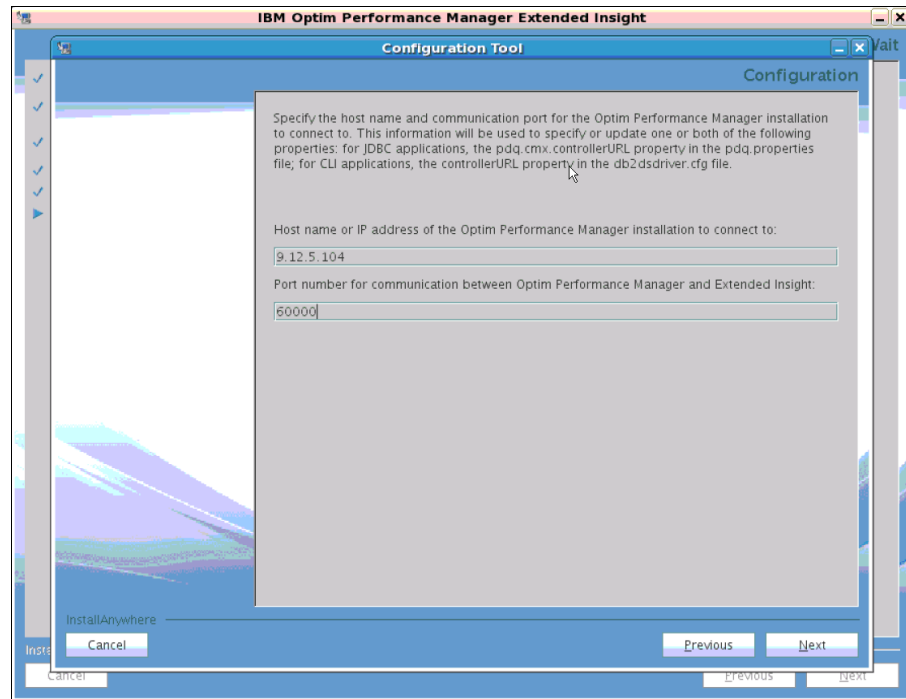 IBM Optim Performance Manager Extended Insight
Configuration Tool
Wait
Configuration
Specify the host name and communication port for the Optim Performance Manager installation
to connect to. This information will be used to specify or update one or both of the following
properties: for JDBC applications, the pdq.cmx.controllerURL property in the pdq.properties
file; for CLI applications, the controllerURL property in the db2dsdriver.cfg file.
Host name or IP address of the Optim Performance Manager installation to connect to:
9.12.5.104
Port number for communication between Optim Performance Manager and Extended Insight:
60000
InstallAnywhere
Cancel
Previous
Next
Insta
Cancel
Previous
Next